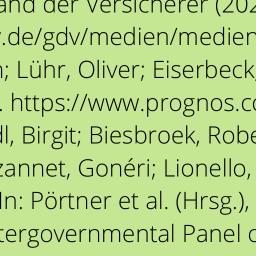 and der Versicherer (202
.de/gdv/medien/medien
; Lühr, Oliver; Eiserbeck,
. https://www.prognos.co
dl, Birgit; Biesbroek, Robe
zannet, Gonéri; Lionello,
In: Pörtner et al. (Hrsg.),
tergovernmental Panel o